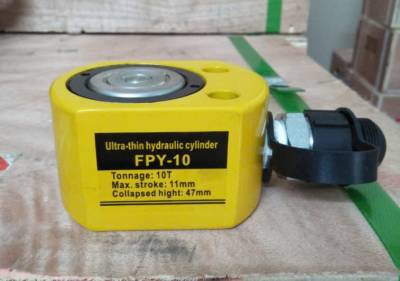 Ultra-thin hydraulic cylinder
FPY-10
Tonnage: 10T
Max. stroke: 11mm
Collapsed hight: 47mm